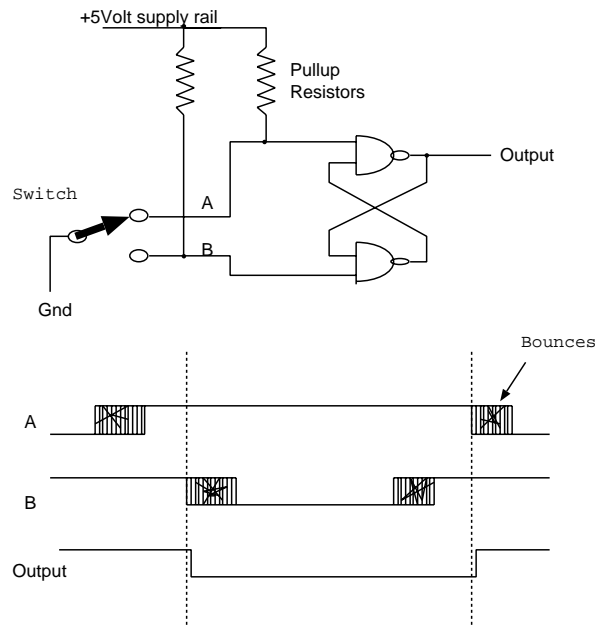 +5Volt supply rail
Pullup
Resistors
Output
Switch
A
B
Gnd
Bounces
A
B
Output